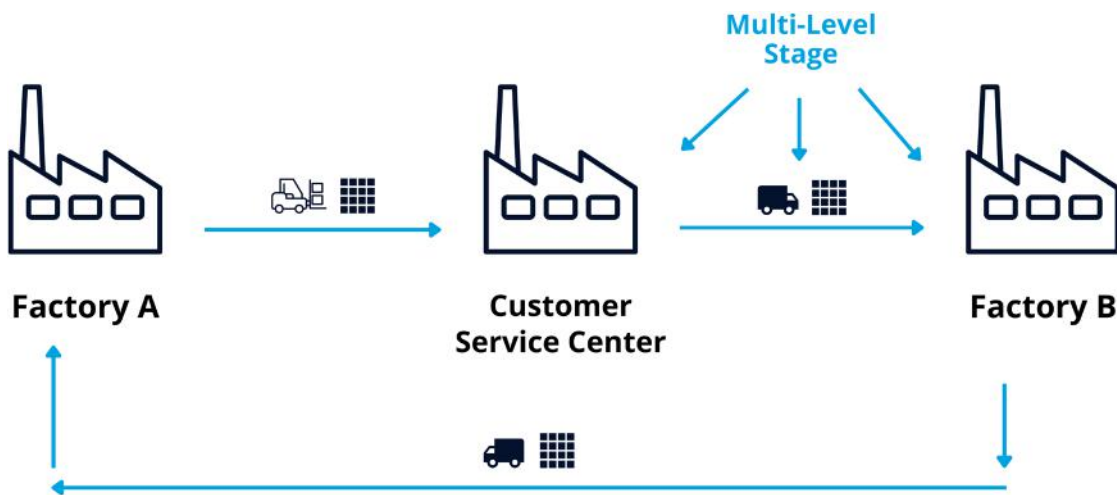 Multi-Level
Stage
Factory A
Customer
Service Center
Factory B